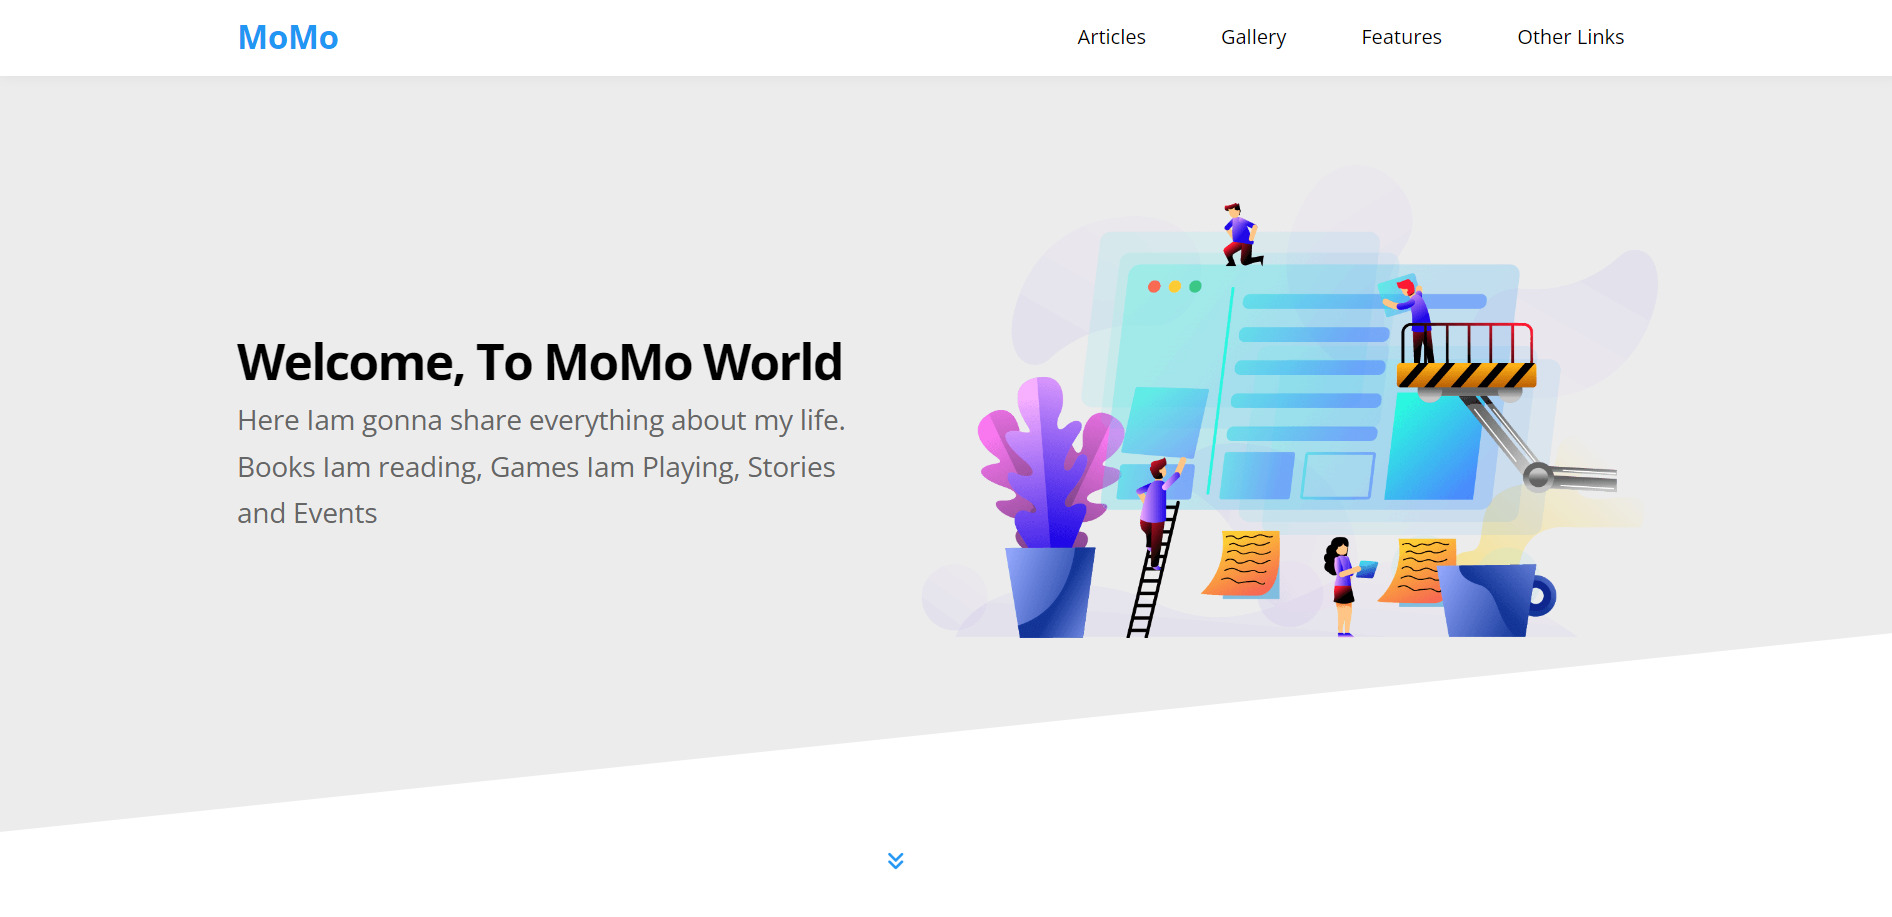 MoMo
Articles
Gallery
Features
Other Links
Welcome, To MoMo World
Here Iam gonna share everything about my life.
Books Iam reading, Games Iam Playing, Stories
and Events